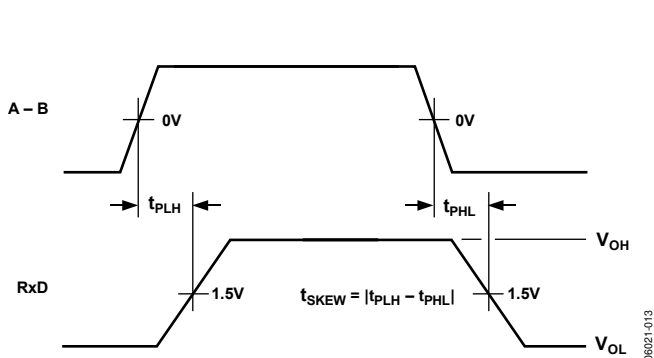 A – B
0V
0V
tPLH
tPHL
VOH
RxD
1.5V
tSKEW = |tPLH – tPHL|
1.5V
VOL
06021-013